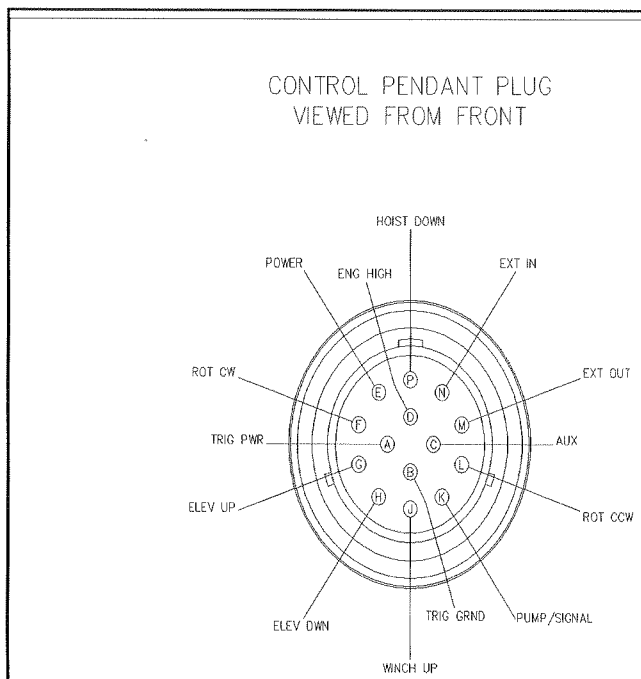 CONTROL PENDANT PLUG
VIEWED FROM FRONT
HOIST DOWN
POWER
ENG HIGH
EXT IN
ROT CW
EXT OUT
TRIG PWR
AUX
ELEV UP
ROT CCW
ELEV DWN
TRIG GRND
PUMP/SIGNAL
WINCH UP
P
E
N
D
F
M
A
C
G
L
B
H
K
J